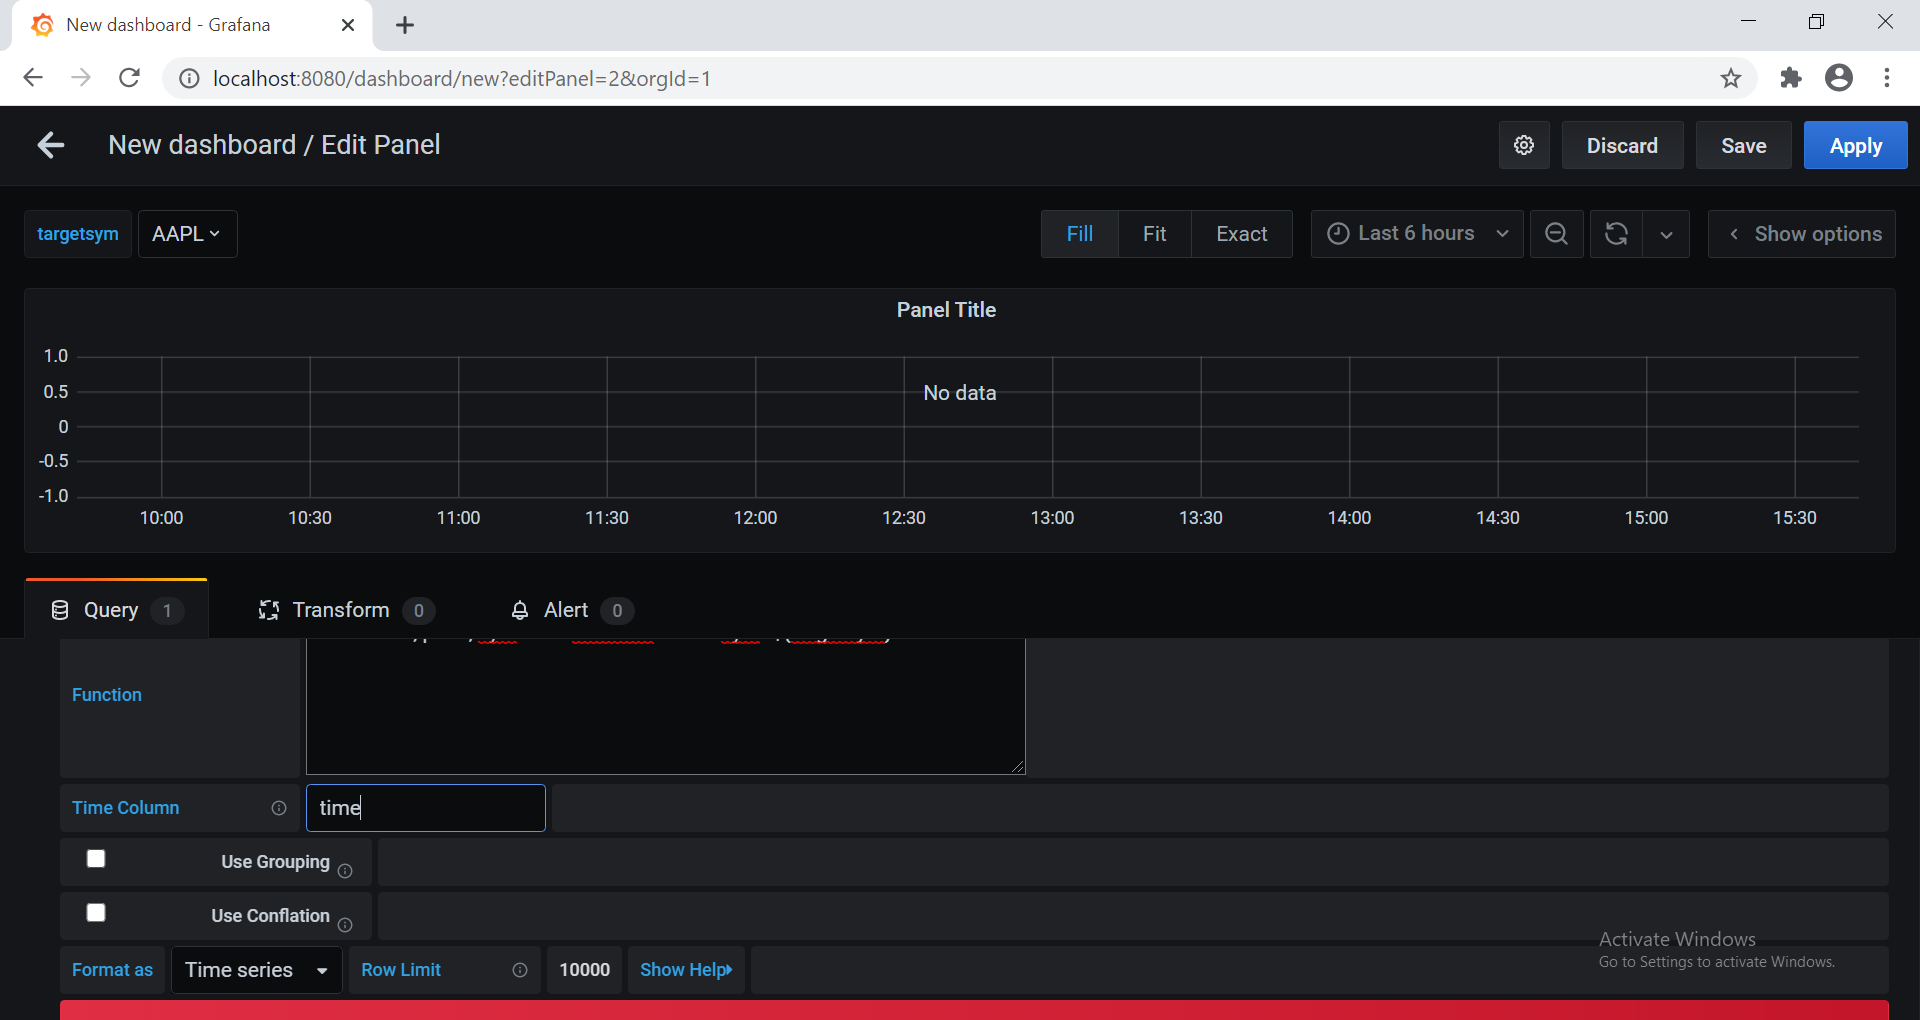 New dashboard - Grafana
localhost:8080/dashboard/new?editPanel=2&orgId=1
New dashboard / Edit Panel
Discard
Save
Apply
targetsym
AAPL
Fill
Fit
Exact
Last 6 hours
Show options
Panel Title
1.0
0.5
0
-0.5
-1.0
No data
10:00
10:30
11:00
11:30
12:00
12:30
13:00
13:30
14:00
14:30
15:00
15:30
Query 1
Transform 0
Alert 0
Function
Time Column
time
Use Grouping
Use Conflation
Format as
Time series
Row Limit
10000
Show Help
Activate Windows
Go to Settings to activate Windows.